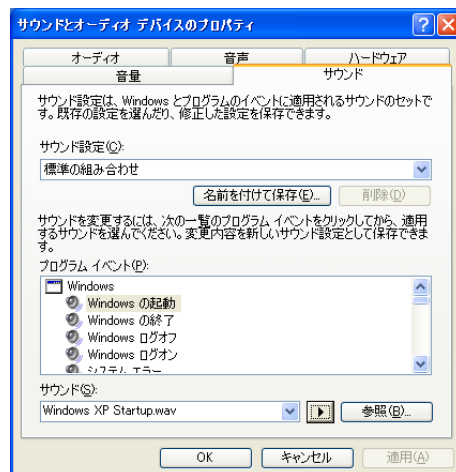 サウンドとオーディオ デバイスのプロパティ
オーディオ
音声
ハードウェア
音量
サウンド
サウンド設定は、Windows とプログラムのイベントに適用されるサウンドのセットで
す。既存の設定を選んだり、修正した設定を保存できます。
サウンド設定(C):
標準の組み合わせ
名前を付けて保存(E)...
削除(D)
サウンドを変更するには、次の一覧のプログラム イベントをクリックしてから、適用
するサウンドを選んでください。変更内容を新しいサウンド設定として保存できま
す。
プログラム イベント(P):
Windows
Windows の起動
Windows の終了
Windows ログオフ
Windows ログオン
システム エラー
サウンド(S):
Windows XP Startup.wav
参照(B)...
OK
キャンセル
適用(A)